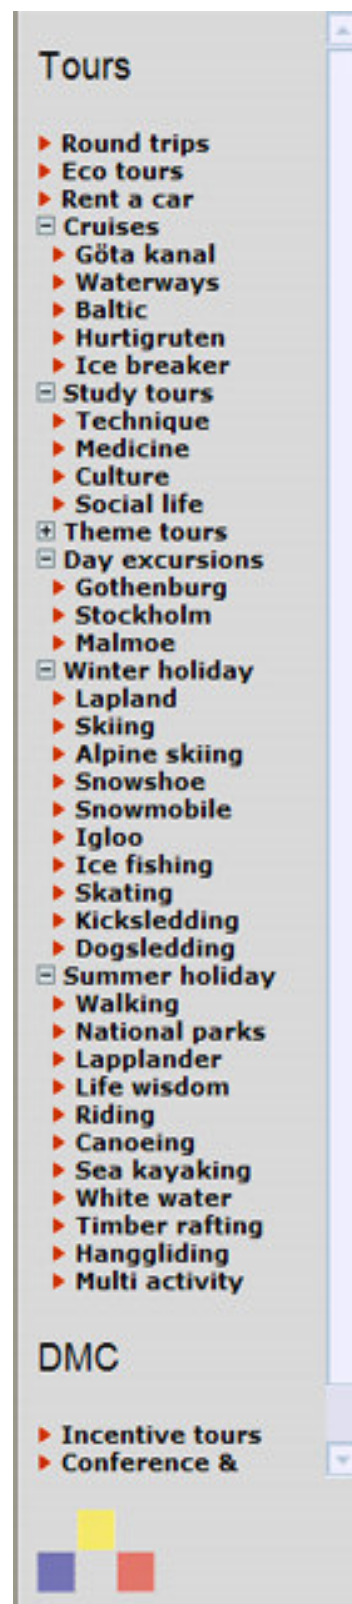 Tours
Round trips
Eco tours
Rent a car
Cruises
Göta kanal
Waterways
Baltic
Hurtigruten
Ice breaker
Study tours
Technique
Medicine
Culture
Social life
Theme tours
Day excursions
Gothenburg
Stockholm
Malmoe
Winter holiday
Lapland
Skiing
Alpine skiing
Snowshoe
Snowmobile
Igloo
Ice fishing
Skating
Kicksledding
Dogsledding
Summer holiday
Walking
National parks
Lapplander
Life wisdom
Riding
Canoeing
Sea kayaking
White water
Timber rafting
Hanggliding
Multi activity
DMC
Incentive tours
Conference &